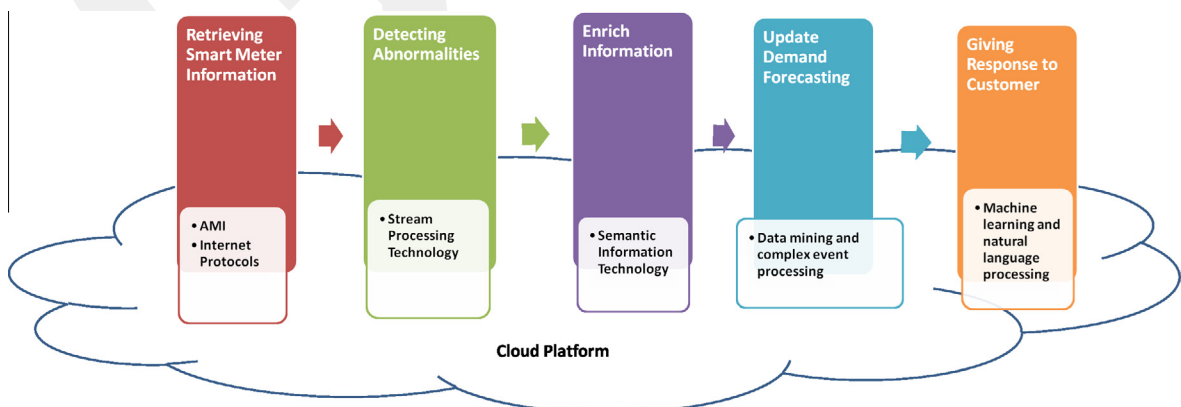 Retrieving
Smart Meter
Information
Detecting
Abnormalities
Enrich
Information
Update
Demand
Forecasting
Giving
Response to
Customer
• AMI
• Internet
Protocols
• Stream
Processing
Technology
• Semantic
Information
Technology
• Data mining and
complex event
processing
• Machine
learning and
natural
language
processing
Cloud Platform